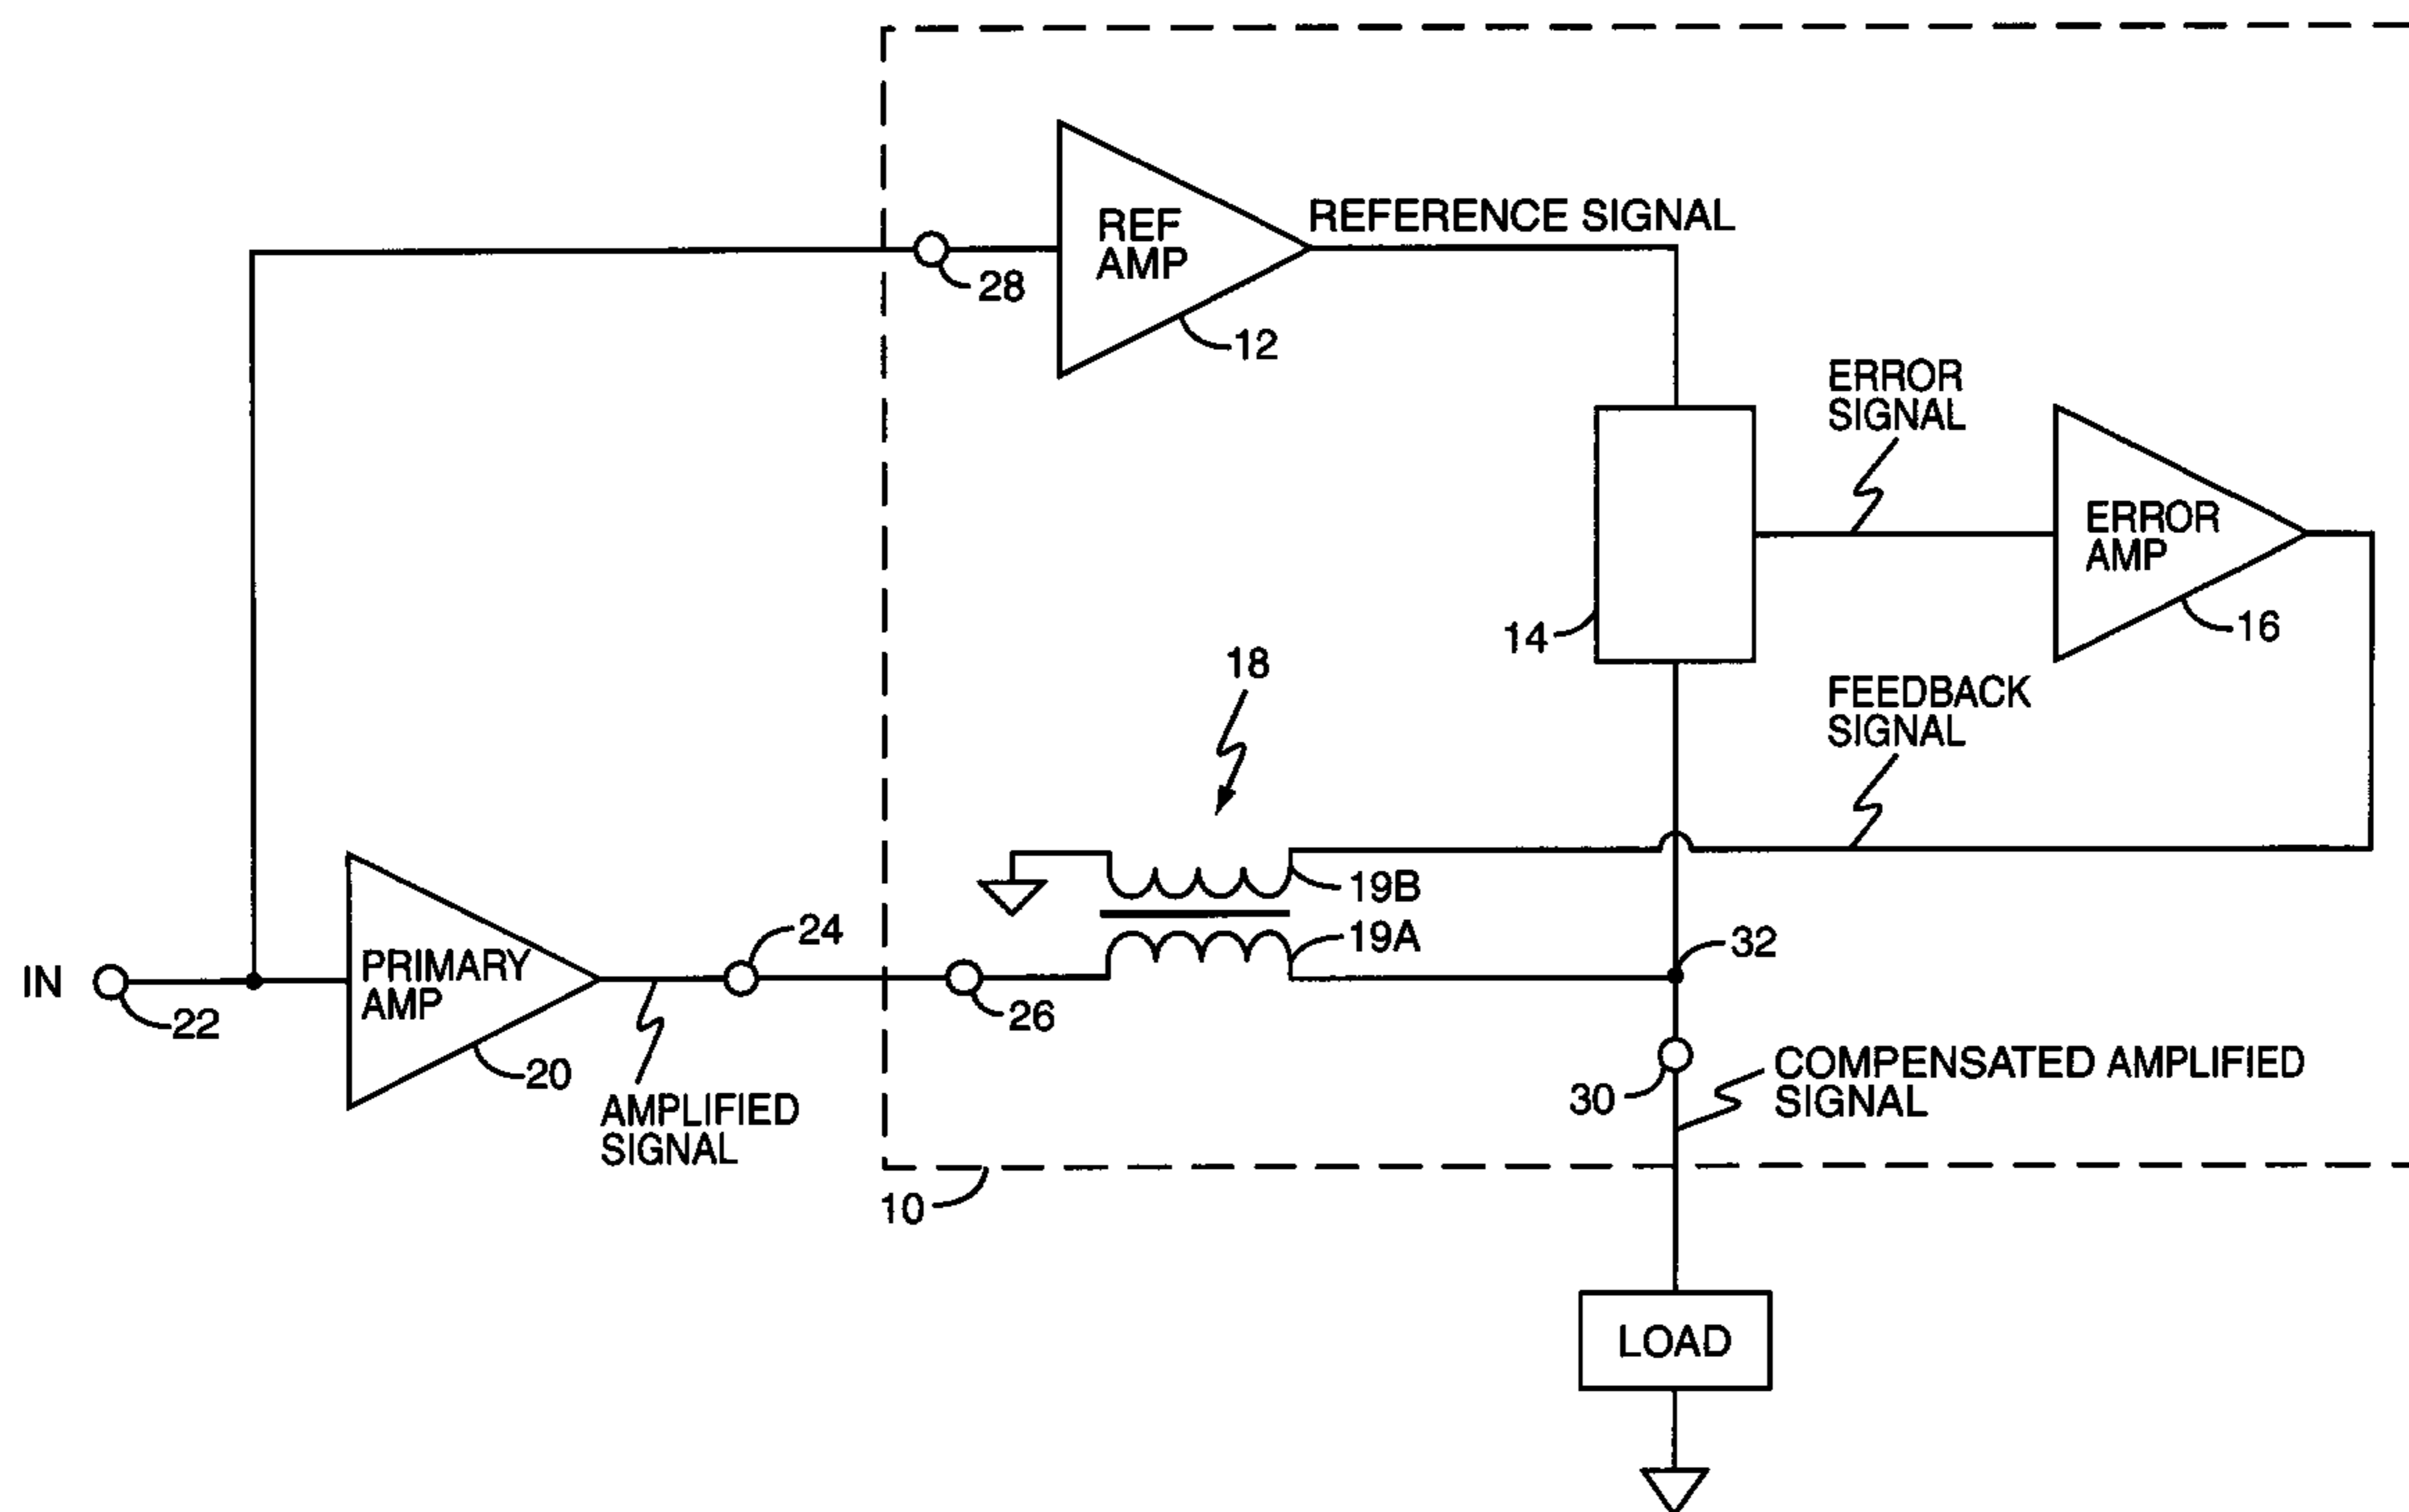 REF
AMP
REFERENCE SIGNAL
28
12
ERROR
SIGNAL
ERROR
AMP
14
16
18
FEEDBACK
SIGNAL
19B
19A
24
32
IN
PRIMARY
AMP
22
26
20
30
COMPENSATED AMPLIFIED
SIGNAL
AMPLIFIED
SIGNAL
10
LOAD